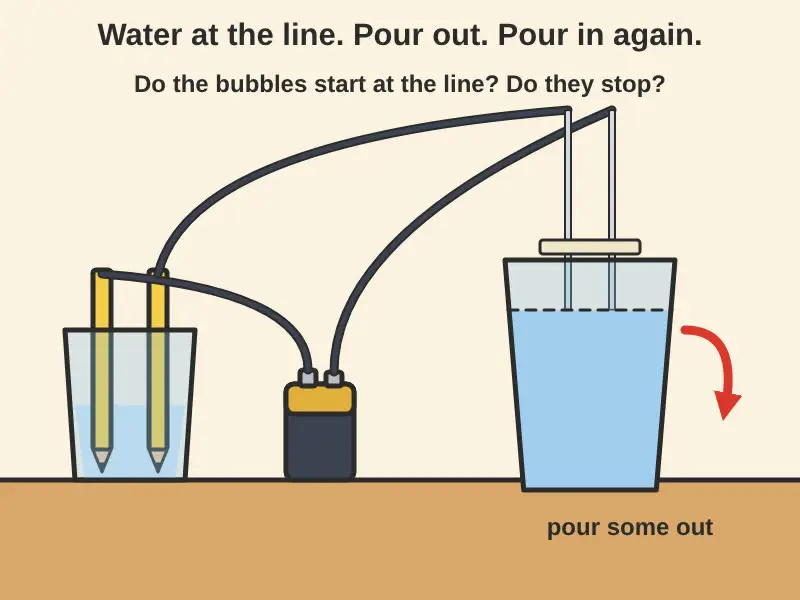 Water at the line. Pour out. Pour in again.
Do the bubbles start at the line? Do they stop?
pour some out